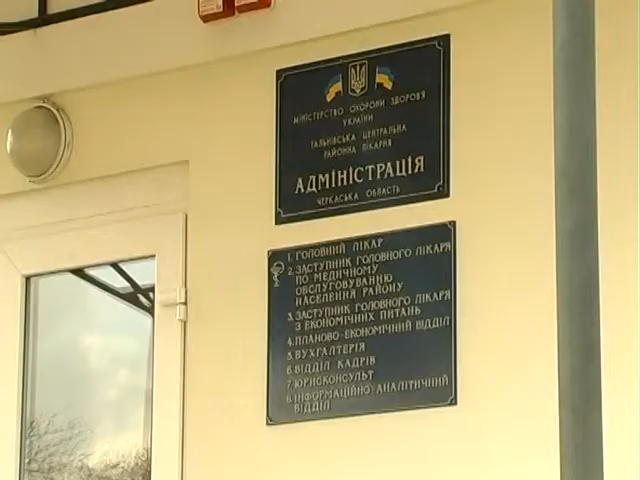 МІНІСТЕРСТВО ОХОРОНИ ЗДОРОВ'Я
УКРАЇНИ
ТАЛЬНІВСЬКА ЦЕНТРАЛЬНА
РАЙОННА ЛІКАРНЯ
АДМІНІСТРАЦІЯ
ЧЕРКАСЬКА ОБЛАСТЬ
1. ГОЛОВНИЙ ЛІКАР
2. ЗАСТУПНИК ГОЛОВНОГО ЛІКАРЯ
ПО МЕДИЧНОМУ
ОБСЛУГОВУВАННЮ
НАСЕЛЕННЯ РАЙОНУ
3. ЗАСТУПНИК ГОЛОВНОГО ЛІКАРЯ
З ЕКОНОМІЧНИХ ПИТАНЬ
4. ПЛАНОВО-ЕКОНОМІЧНИЙ ВІДДІЛ
5. БУХГАЛТЕРІЯ
6. ВІДДІЛ КАДРІВ
7. ЮРИСКОНСУЛЬТ
8. ІНФОРМАЦІЙНО-АНАЛІТИЧНИЙ
ВІДДІЛ